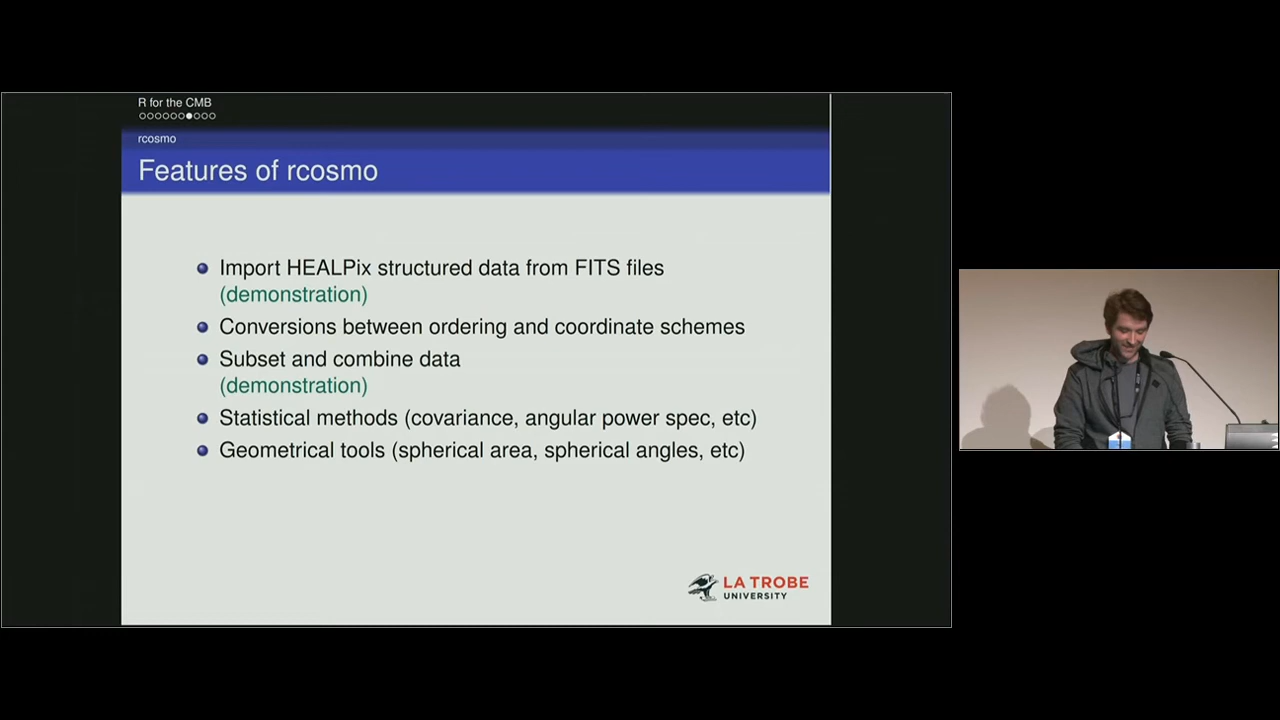 R for the CMB
rcosmo
Features of rcosmo
Import HEALPix structured data from FITS files
(demonstration)
Conversions between ordering and coordinate schemes
Subset and combine data
(demonstration)
Statistical methods (covariance, angular power spec, etc)
Geometrical tools (spherical area, spherical angles, etc)
LA TROBE
UNIVERSITY